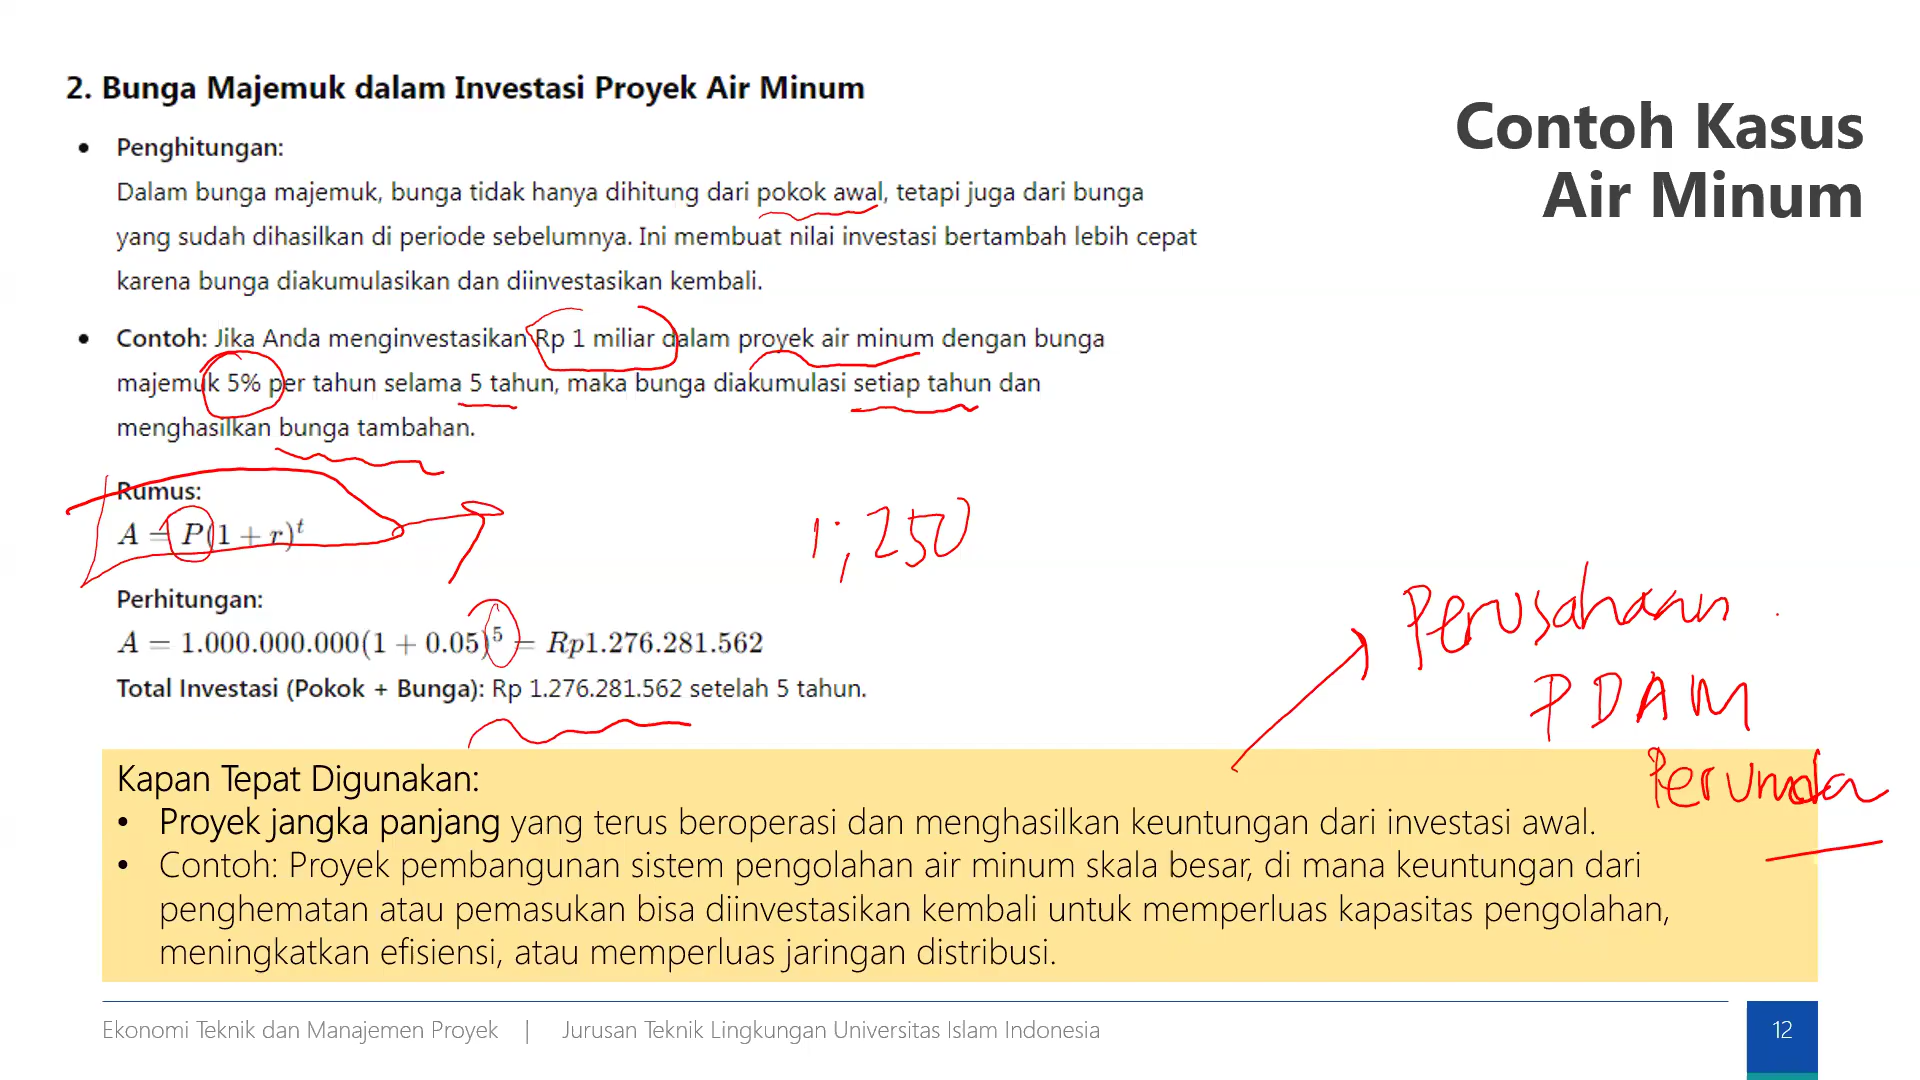 2. Bunga Majemuk dalam Investasi Proyek Air Minum
Contoh Kasus
Air Minum
• Penghitungan:
Dalam bunga majemuk, bunga tidak hanya dihitung dari pokok awal, tetapi juga dari bunga
yang sudah dihasilkan di periode sebelumnya. Ini membuat nilai investasi bertambah lebih cepat
karena bunga diakumulasikan dan diinvestasikan kembali.
• Contoh: Jika Anda menginvestasikan Rp 1 miliar dalam proyek air minum dengan bunga
majemuk 5% per tahun selama 5 tahun, maka bunga diakumulasi setiap tahun dan
menghasilkan bunga tambahan.
Rumus:
A = P(1 + r)^t
1;,250
Perhitungan:
A = 1.000.000.000(1 + 0.05)^5 = Rp1.276.281.562
Total Investasi (Pokok + Bunga): Rp 1.276.281.562 setelah 5 tahun.
Perusahaan
PDAM
Perumda
Kapan Tepat Digunakan:
• Proyek jangka panjang yang terus beroperasi dan menghasilkan keuntungan dari investasi awal.
• Contoh: Proyek pembangunan sistem pengolahan air minum skala besar, di mana keuntungan dari
penghematan atau pemasukan bisa diinvestasikan kembali untuk memperluas kapasitas pengolahan,
meningkatkan efisiensi, atau memperluas jaringan distribusi.
Ekonomi Teknik dan Manajemen Proyek | Jurusan Teknik Lingkungan Universitas Islam Indonesia
12